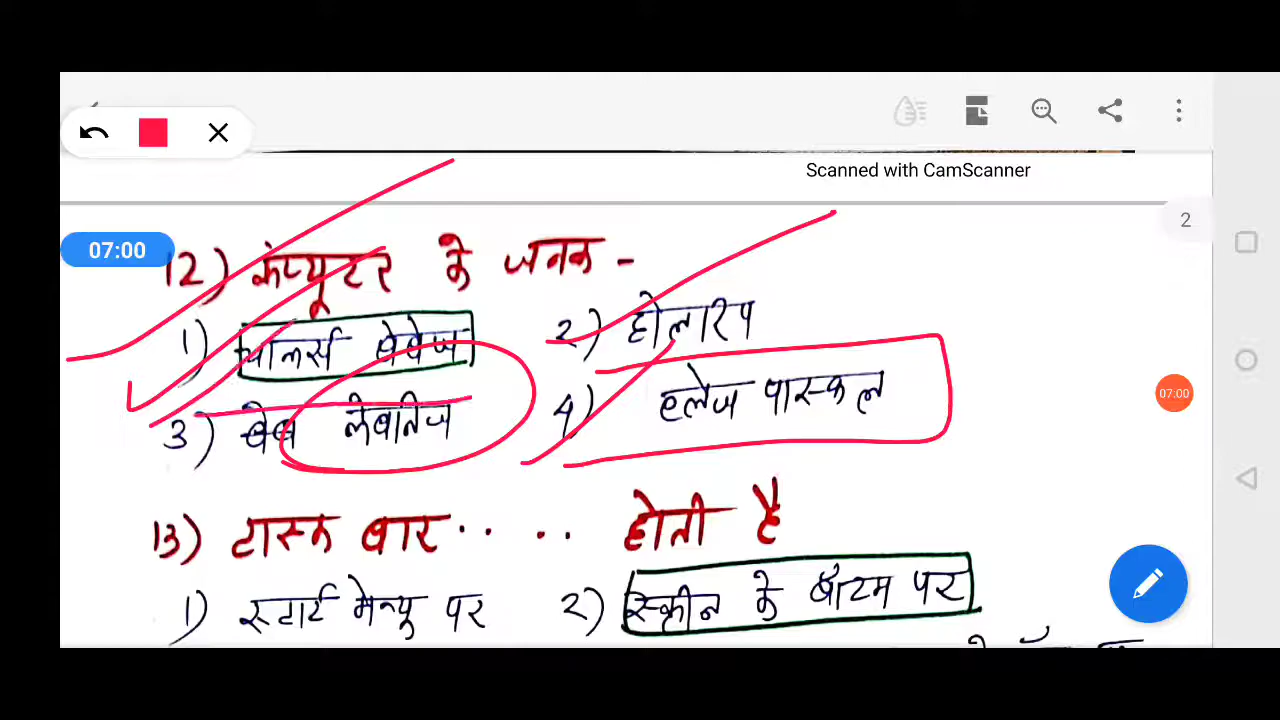 Scanned with CamScanner
2
07:00
12) कंप्यूटर के जनक -
1) चार्ल्स बेबेज 2) होलारिप
07:00
3) बेब लेबनिज 4) ब्लेज पास्कल
13) टास्क बार .. .. होती है
1) स्टार्ट मेन्यू पर 2) स्क्रीन के बॉटम पर